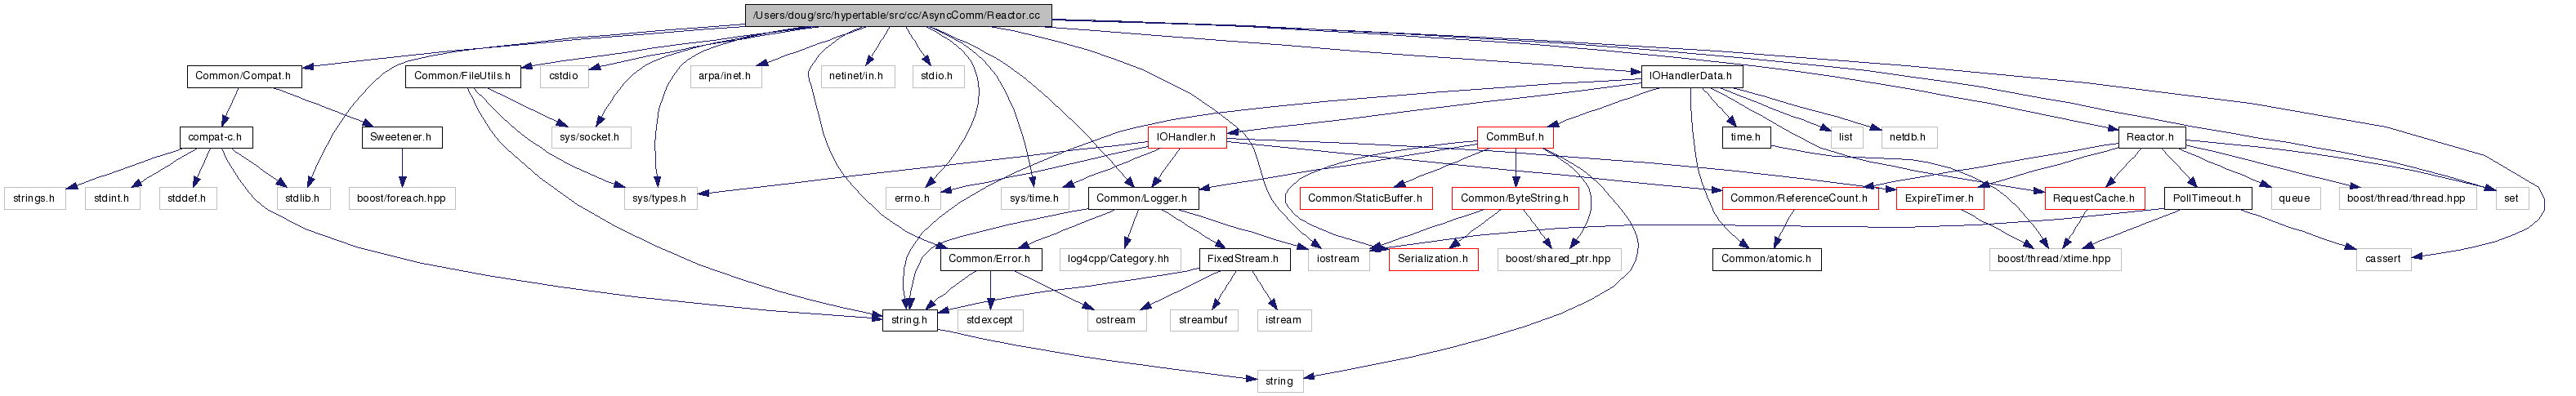 /Users/doug/src/hypertable/src/cc/AsyncComm/Reactor.cc
Common/Compat.h
Common/FileUtils.h
cstdio
arpa/inet.h
netinet/in.h
stdio.h
IOHandlerData.h
compat-c.h
Sweetener.h
sys/socket.h
IOHandler.h
CommBuf.h
time.h
list
netdb.h
Reactor.h
strings.h
stdint.h
stddef.h
stdlib.h
boost/foreach.hpp
sys/types.h
errno.h
sys/time.h
Common/Logger.h
Common/StaticBuffer.h
Common/ByteString.h
Common/ReferenceCount.h
ExpireTimer.h
RequestCache.h
PollTimeout.h
queue
boost/thread/thread.hpp
set
Common/Error.h
log4cpp/Category.hh
FixedStream.h
iostream
Serialization.h
boost/shared_ptr.hpp
Common/atomic.h
boost/thread/xtime.hpp
cassert
string.h
stdexcept
ostream
streambuf
istream
string